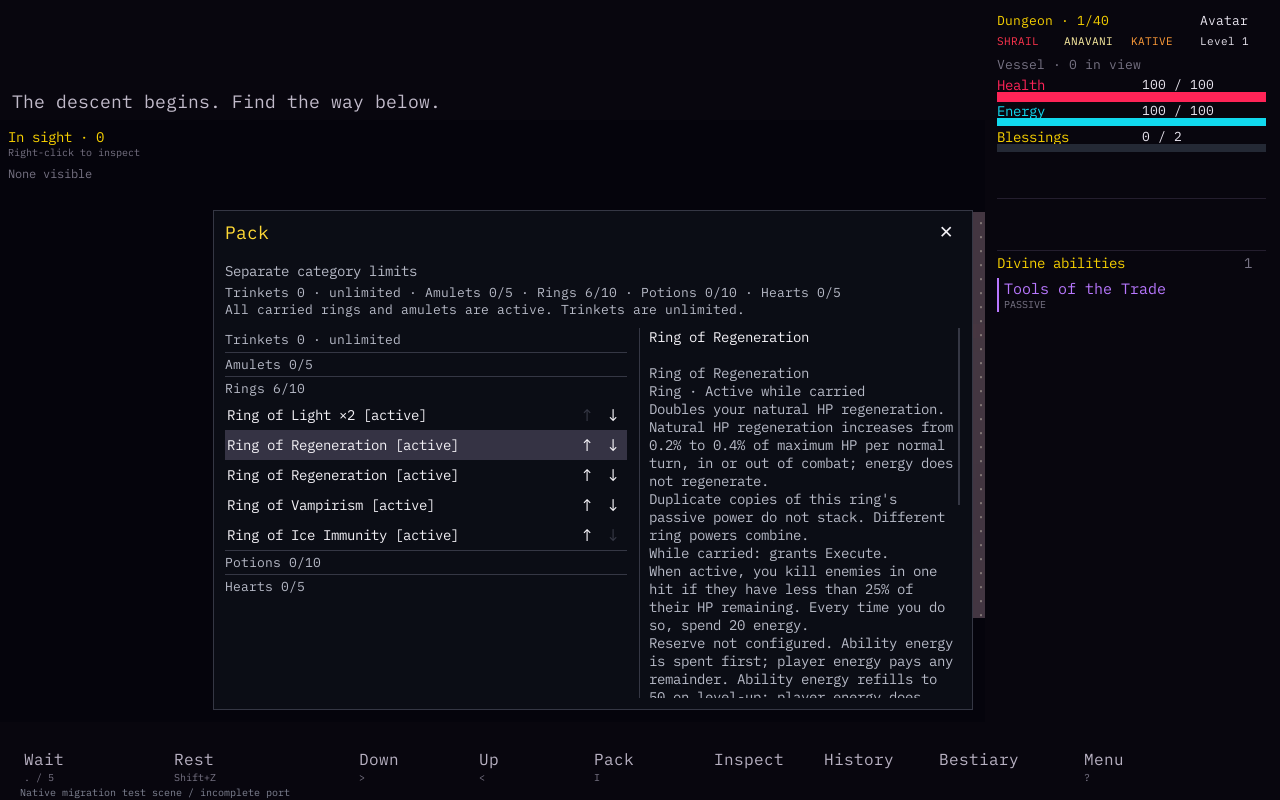 Dungeon · 1/40 Avatar
SHRAIL ANAVANI KATIVE Level 1
Vessel · 0 in view
Health 100 / 100
Energy 100 / 100
Blessings 0 / 2
The descent begins. Find the way below.
In sight · 0
Right-click to inspect
None visible
Divine abilities 1
Tools of the Trade
PASSIVE
Pack ✕
Separate category limits
Trinkets 0 · unlimited · Amulets 0/5 · Rings 6/10 · Potions 0/10 · Hearts 0/5
All carried rings and amulets are active. Trinkets are unlimited.
Trinkets 0 · unlimited
Amulets 0/5
Rings 6/10
Ring of Light ×2 [active] ↑ ↓
Ring of Regeneration [active] ↑ ↓
Ring of Regeneration [active] ↑ ↓
Ring of Vampirism [active] ↑ ↓
Ring of Ice Immunity [active] ↑ ↓
Potions 0/10
Hearts 0/5
Ring of Regeneration
Ring of Regeneration
Ring · Active while carried
Doubles your natural HP regeneration.
Natural HP regeneration increases from
0.2% to 0.4% of maximum HP per normal
turn, in or out of combat; energy does
not regenerate.
Duplicate copies of this ring's
passive power do not stack. Different
ring powers combine.
While carried: grants Execute.
When active, you kill enemies in one
hit if they have less than 25% of
their HP remaining. Every time you do
so, spend 20 energy.
Reserve not configured. Ability energy
is spent first; player energy pays any
remainder. Ability energy refills to
50 on level-up; player energy does
Wait Rest Down Up Pack Inspect History Bestiary Menu
. / 5 Shift+Z > < I ?
Native migration test scene / incomplete port